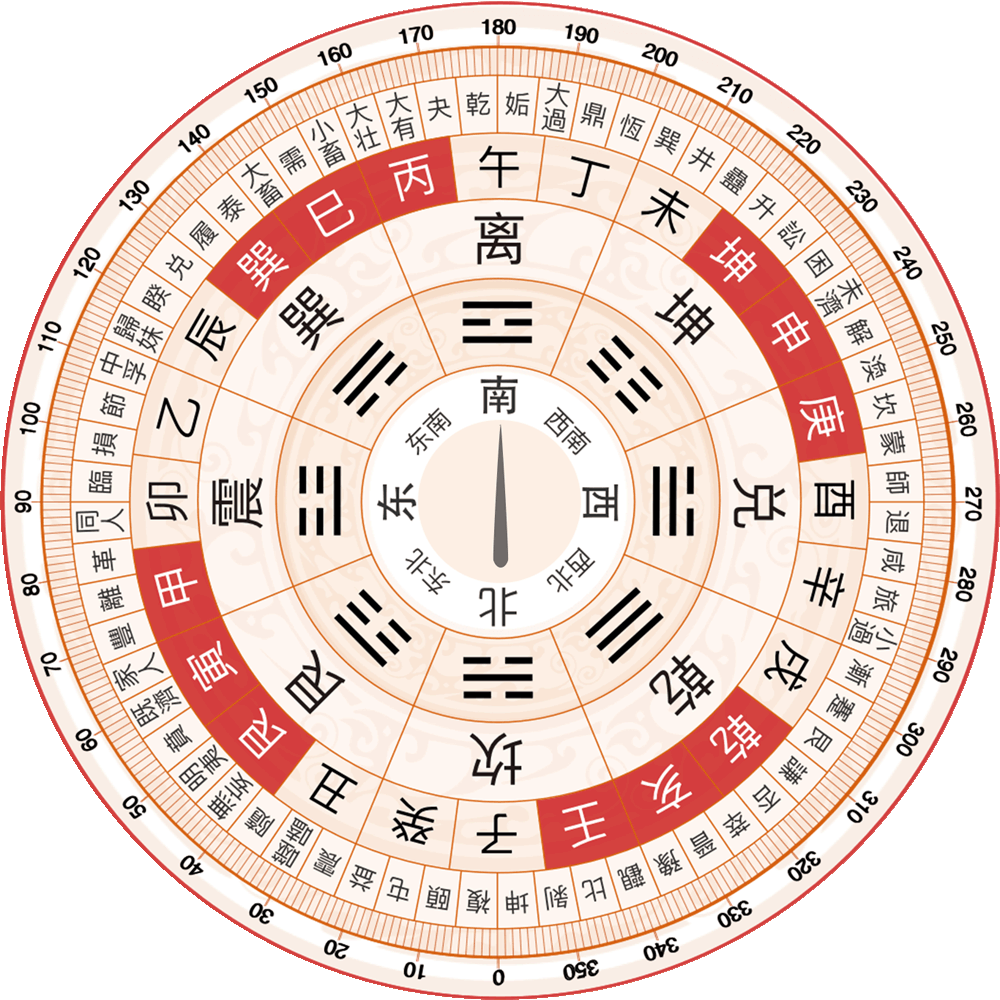 180
190
200
210
220
230
240
250
260
270
280
290
300
310
320
330
340
350
0
10
20
30
40
50
60
70
80
90
100
110
120
130
140
150
160
170
姤
大過
鼎
恆
巽
井
蠱
升
訟
困
未濟
解
渙
坎
蒙
師
退
咸
旅
小過
漸
蹇
艮
謙
否
萃
晉
豫
觀
比
剝
坤
複
頤
屯
益
震
噬嗑
隨
無妄
明夷
賁
既濟
家人
豐
離
革
同人
臨
損
節
中孚
歸妹
睽
兑
履
泰
大畜
需
小畜
大壮
大有
夬
乾
午
丁
未
坤
申
庚
酉
辛
戌
乾
亥
壬
子
癸
丑
艮
寅
甲
卯
乙
辰
巽
巳
丙
离
坤
兑
乾
坎
艮
震
巽
南
西南
西
西北
北
东北
东
东南